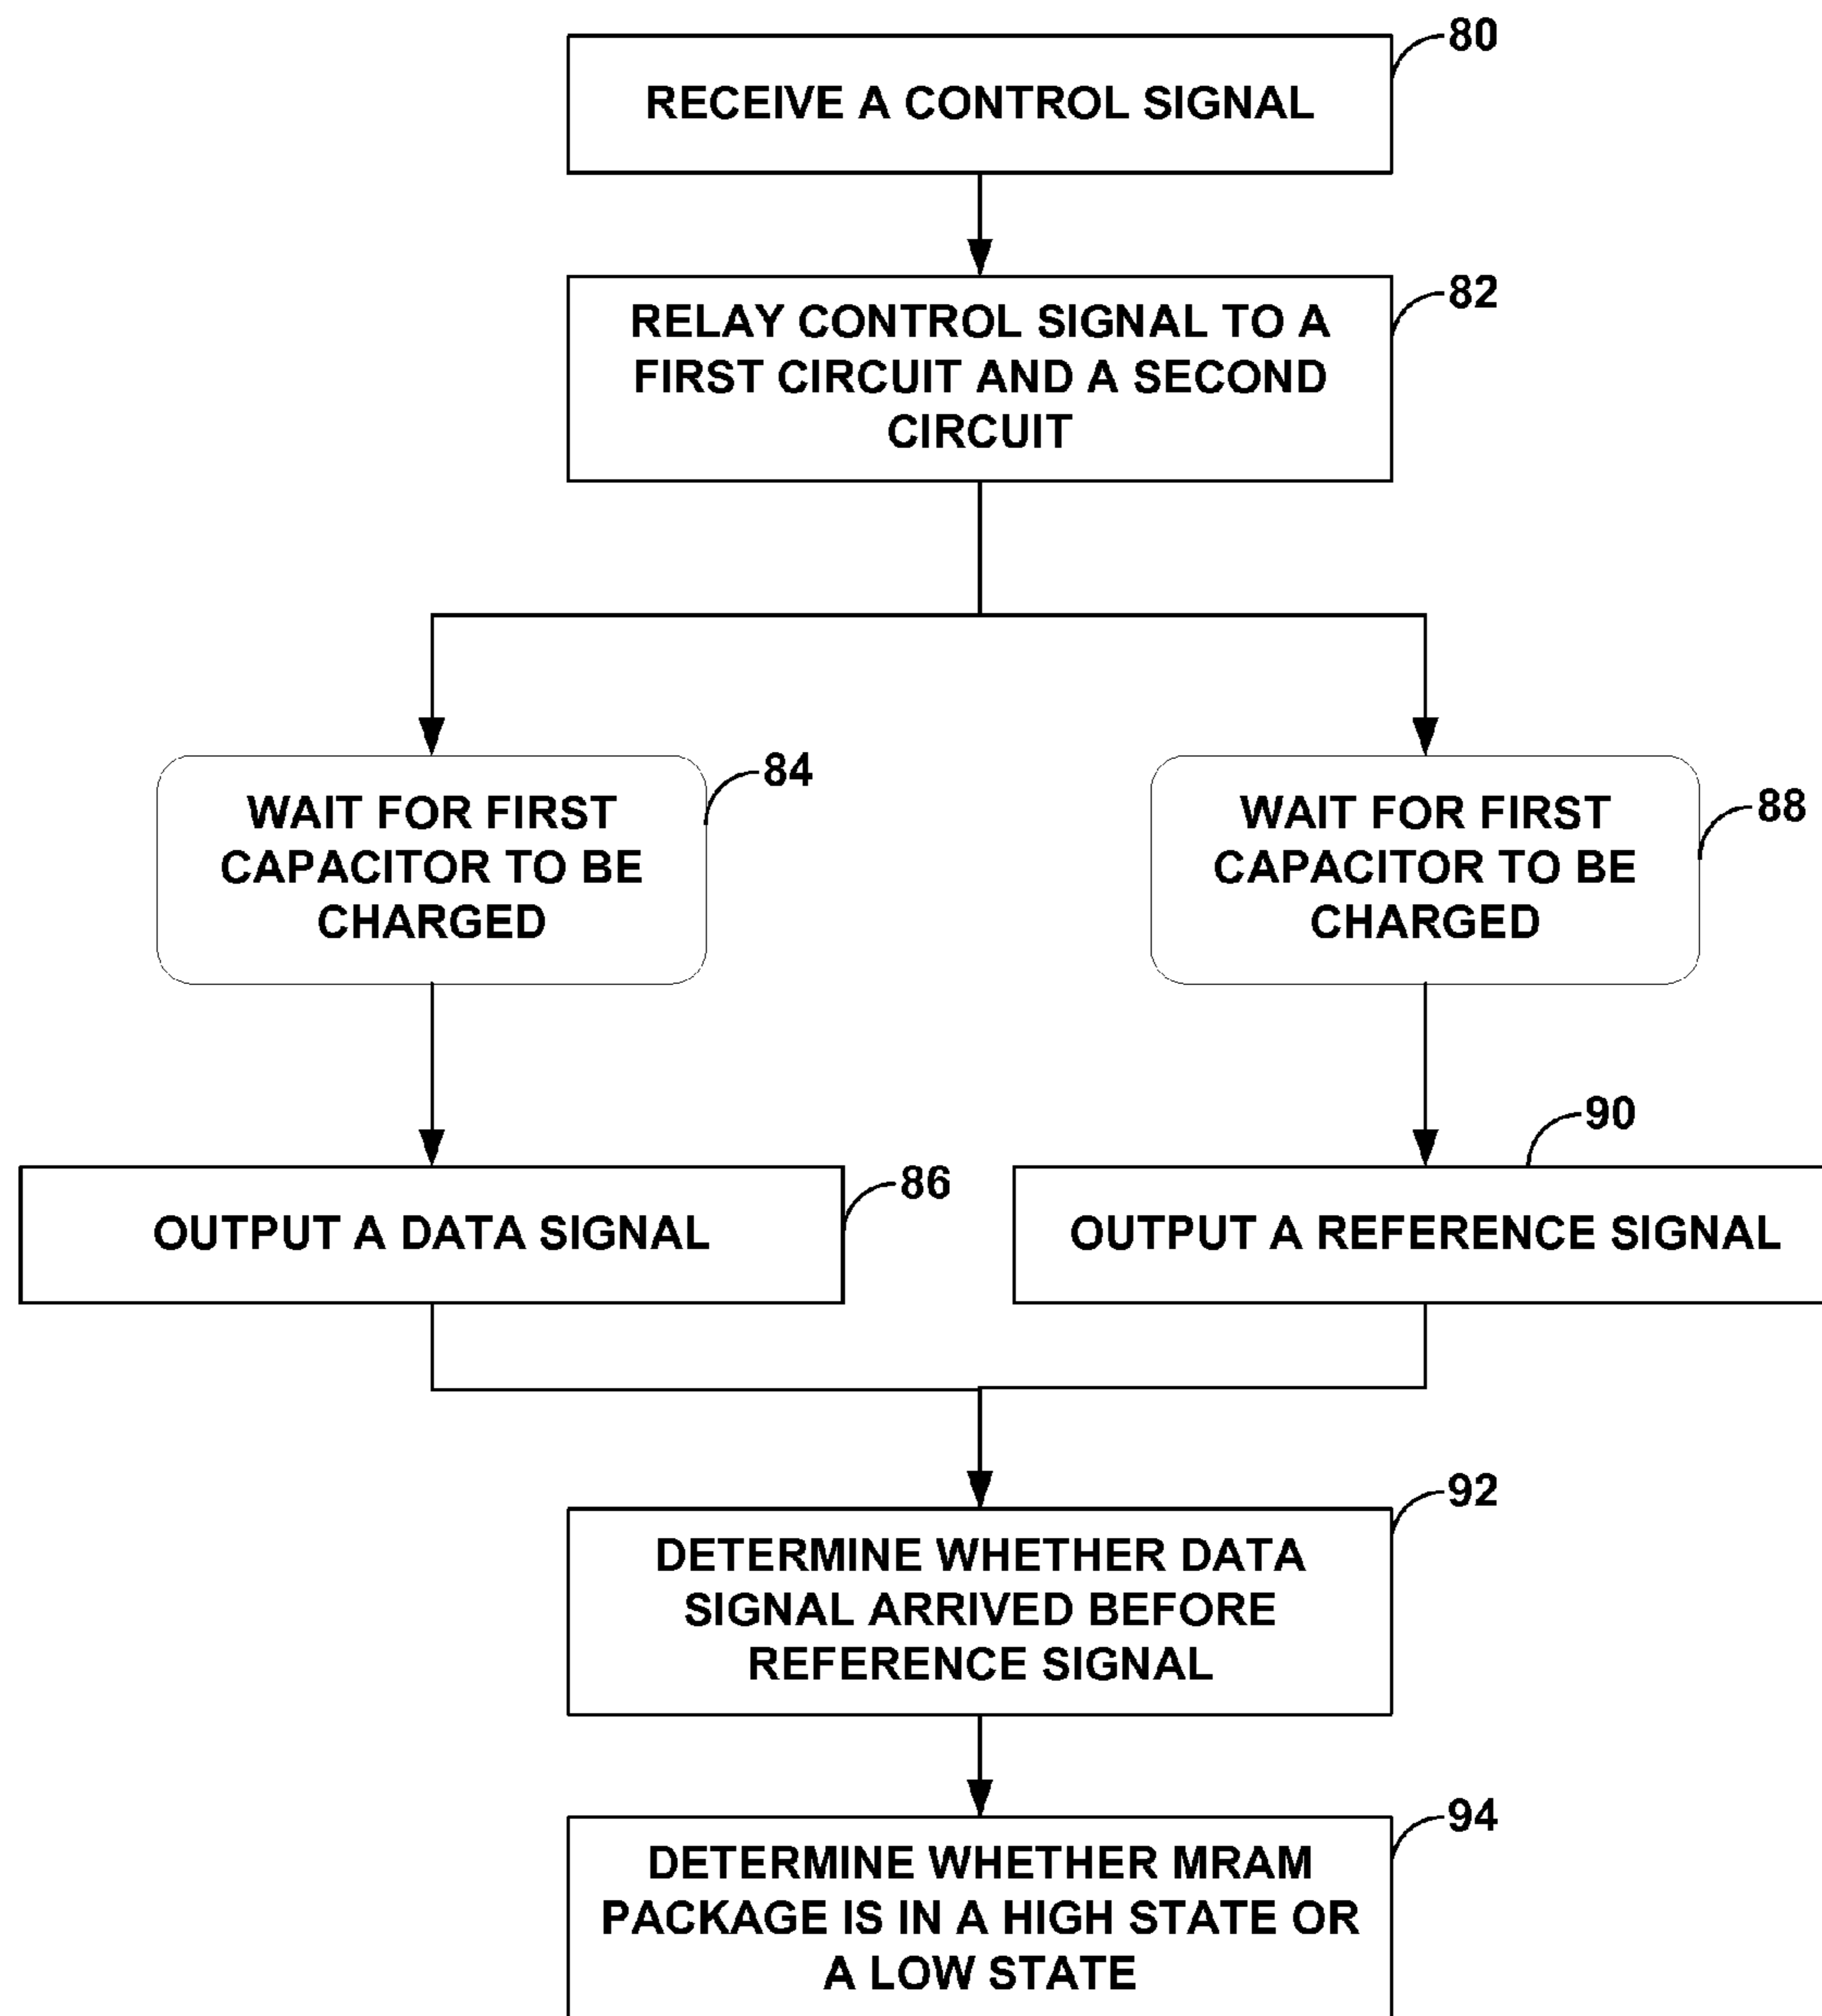 80
RECEIVE A CONTROL SIGNAL
82
RELAY CONTROL SIGNAL TO A
FIRST CIRCUIT AND A SECOND
CIRCUIT
84
WAIT FOR FIRST
CAPACITOR TO BE
CHARGED
88
WAIT FOR FIRST
CAPACITOR TO BE
CHARGED
86
OUTPUT A DATA SIGNAL
90
OUTPUT A REFERENCE SIGNAL
92
DETERMINE WHETHER DATA
SIGNAL ARRIVED BEFORE
REFERENCE SIGNAL
94
DETERMINE WHETHER MRAM
PACKAGE IS IN A HIGH STATE OR
A LOW STATE